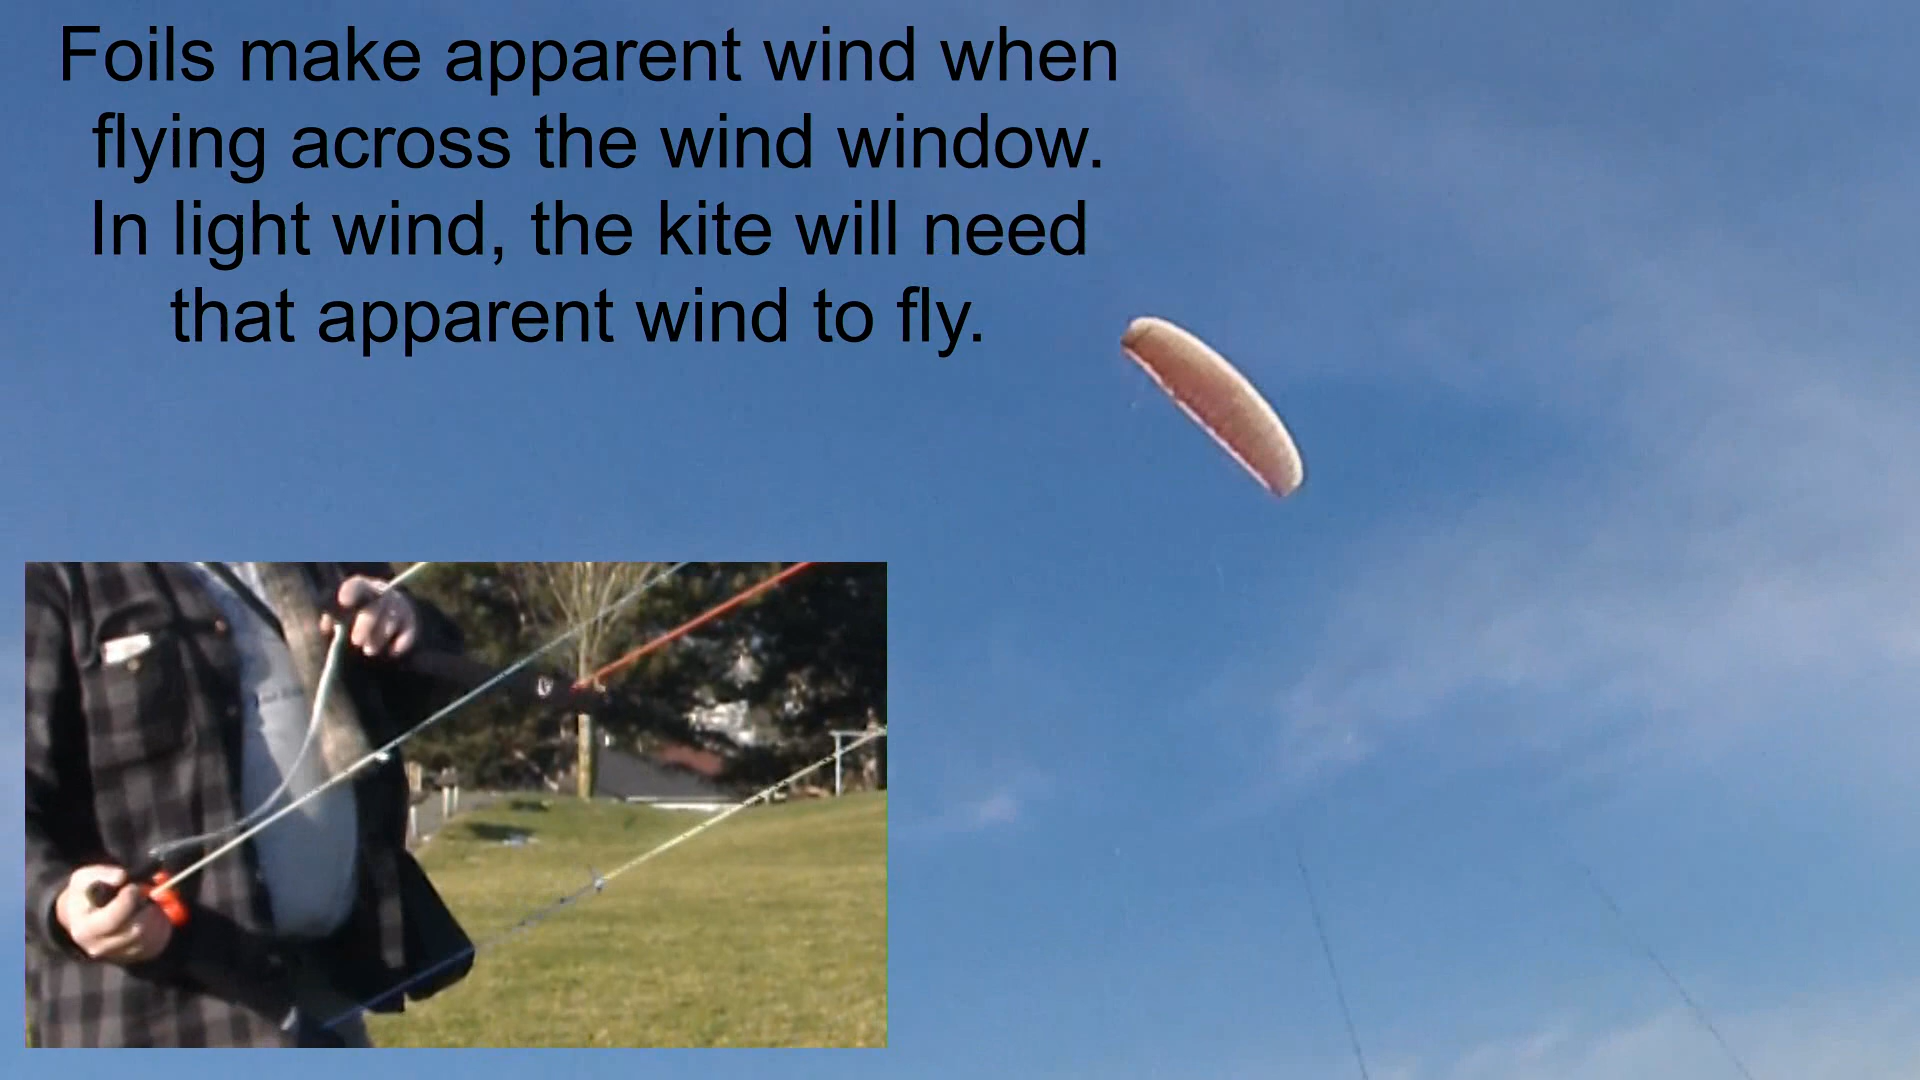 Foils make apparent wind when
flying across the wind window.
In light wind, the kite will need
that apparent wind to fly.